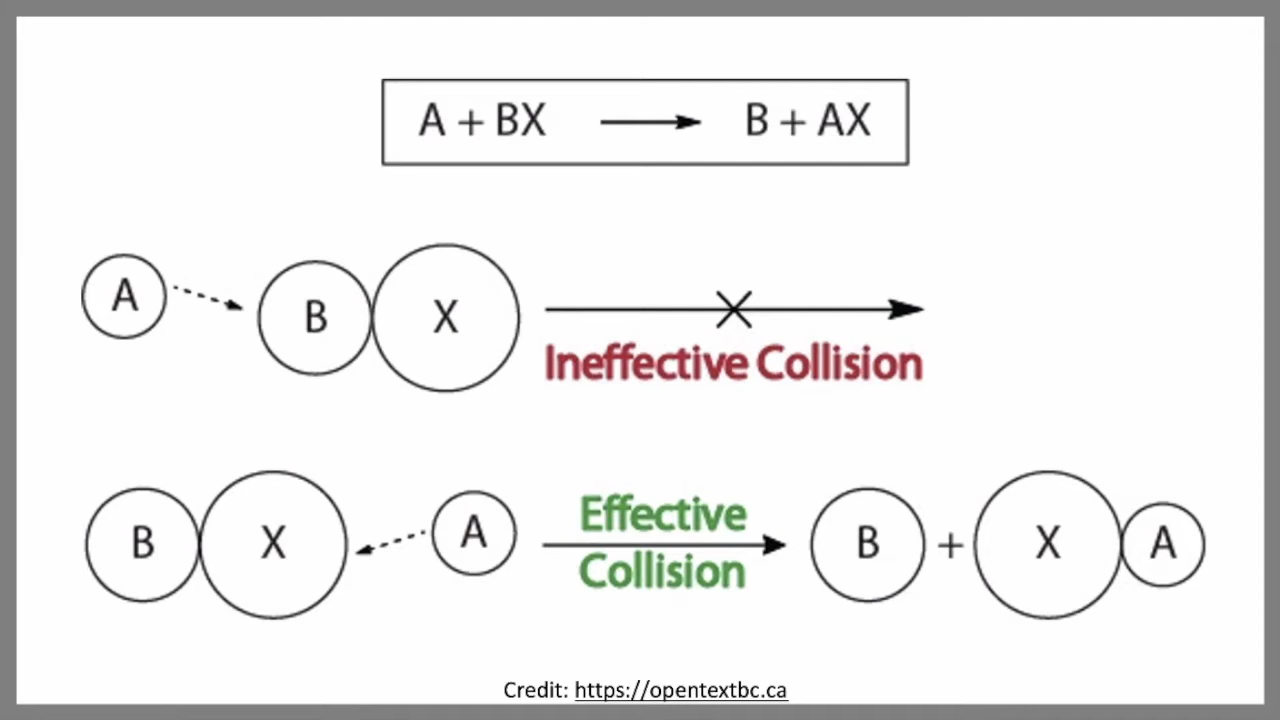 A + BX → B + AX
A
B
X
Ineffective Collision
B
X
A
Effective
Collision
B
+
X
A
Credit: https://opentextbc.ca